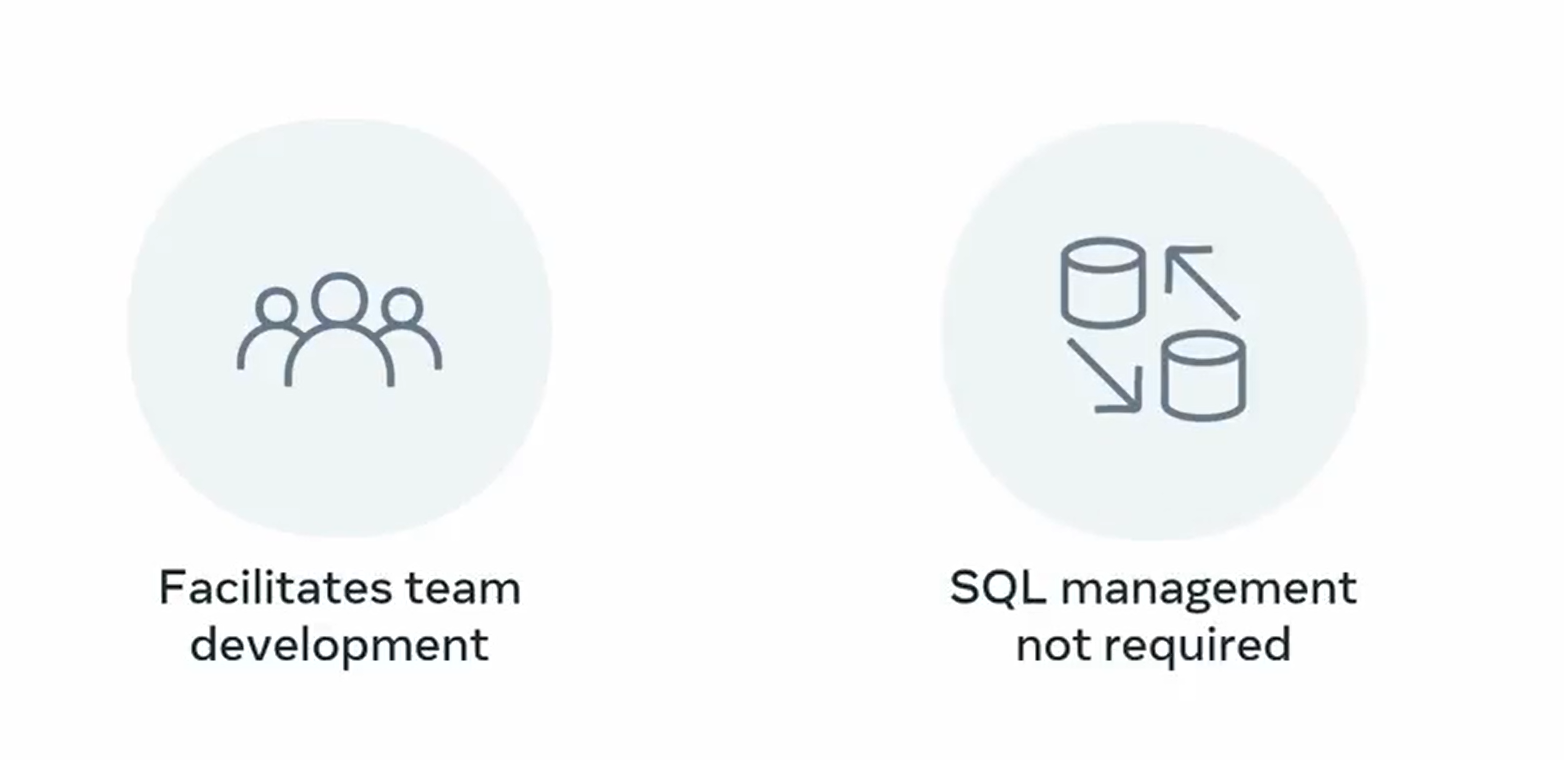 Facilitates team
development
SQL management
not required